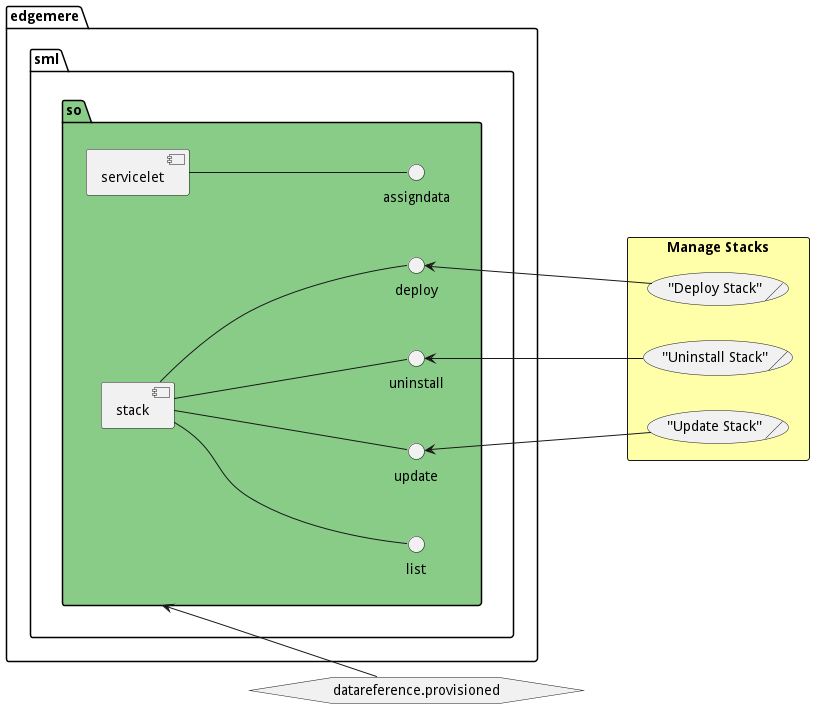 edgemere
sml
so
servicelet
assigndata
deploy
uninstall
stack
update
list
Manage Stacks
"Deploy Stack"
"Uninstall Stack"
"Update Stack"
datareference.provisioned